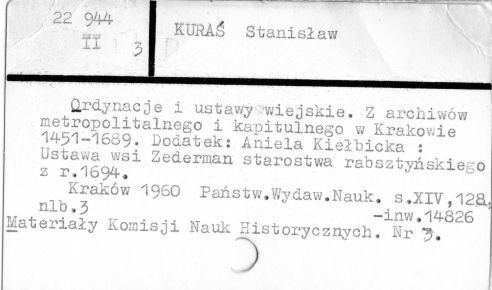 22 944
II 3
KURAŚ Stanisław
Ordynacje i ustawy wiejskie. Z archiwów
metropolitalnego i kapitulnego w Krakowie
1451-1689. Dodatek: Aniela Kiełbicka :
Ustawa wsi Zederman starostwa rabsztyńskiego
z r.1694.
Kraków 1960 Państw.Wydaw.Nauk. s.XIV,128,
nlb.3
-inw.14826
Materiały Komisji Nauk Historycznych. Nr 3.